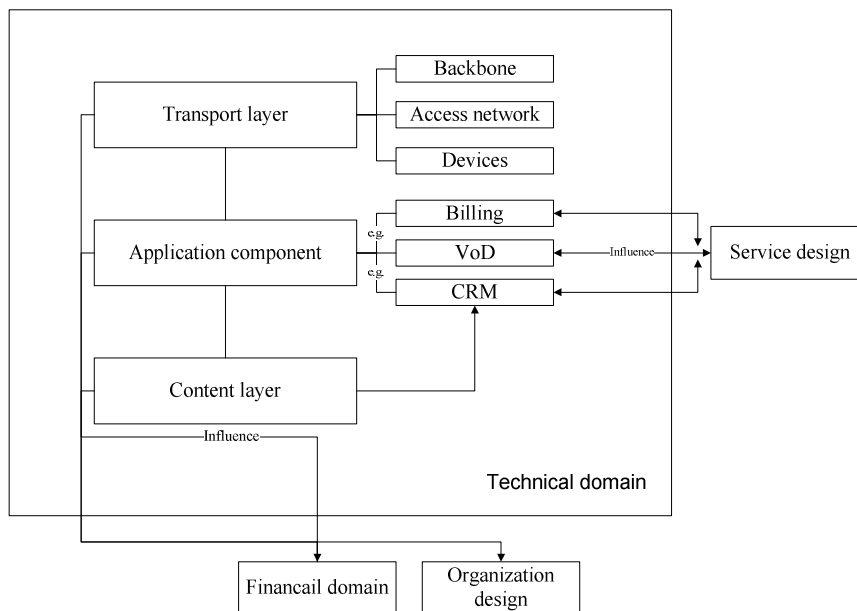 Backbone
Transport layer
Access network
Devices
Billing
e.g.
Application component
VoD
Influence
Service design
e.g.
CRM
Content layer
Influence
Technical domain
Financail domain
Organization
design